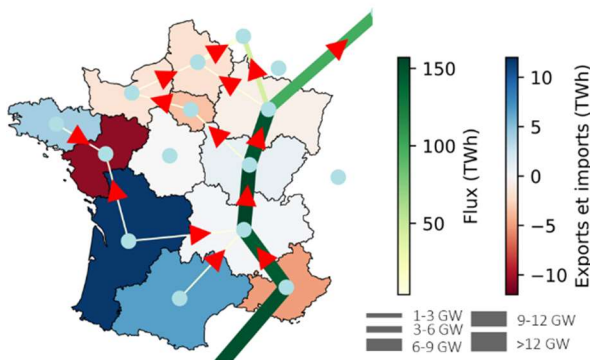 150
100
50
Flux (TWh)
10
5
0
−5
−10
Exports et imports (TWh)
1-3 GW
3-6 GW
6-9 GW
9-12 GW
>12 GW